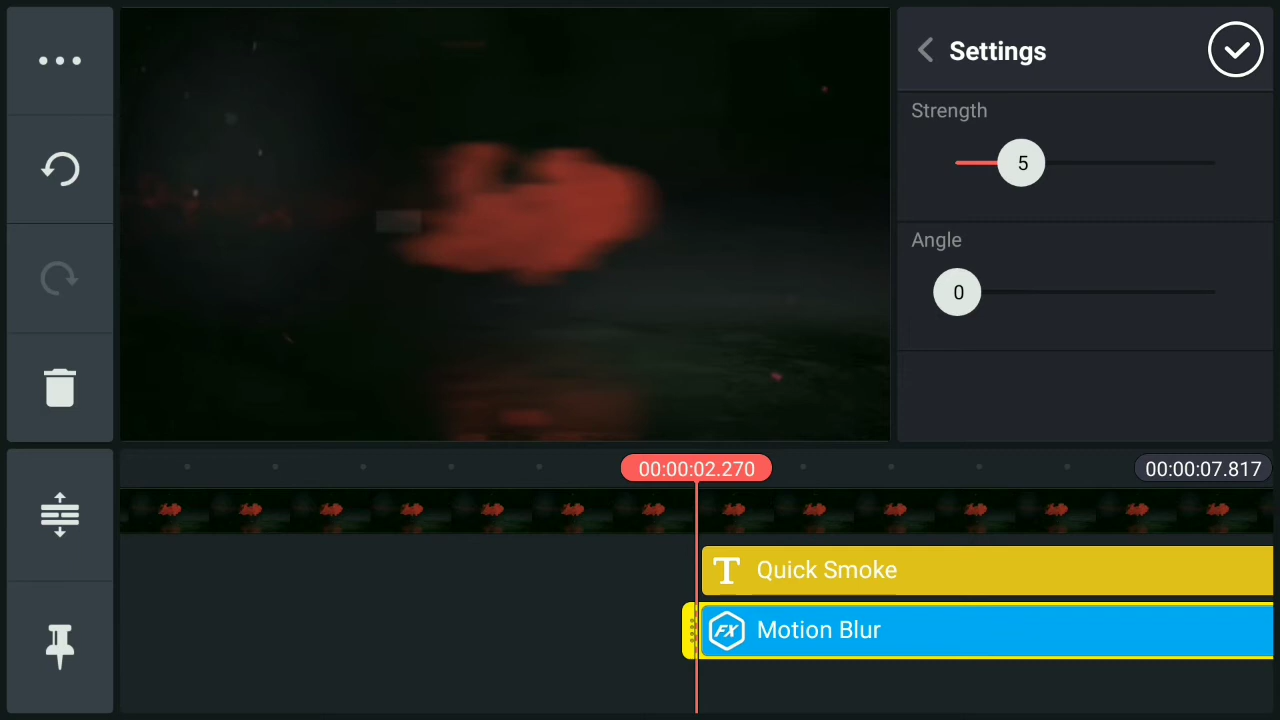 Settings
Strength
5
Angle
0
00:00:02.270
00:00:07.817
T Quick Smoke
FX Motion Blur